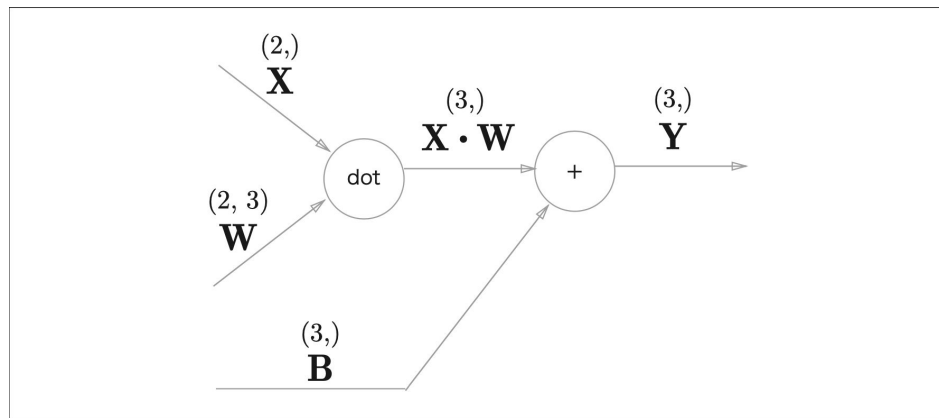 (2,)
X
(3,)
X · W
(3,)
Y
dot
+
(2, 3)
W
(3,)
B